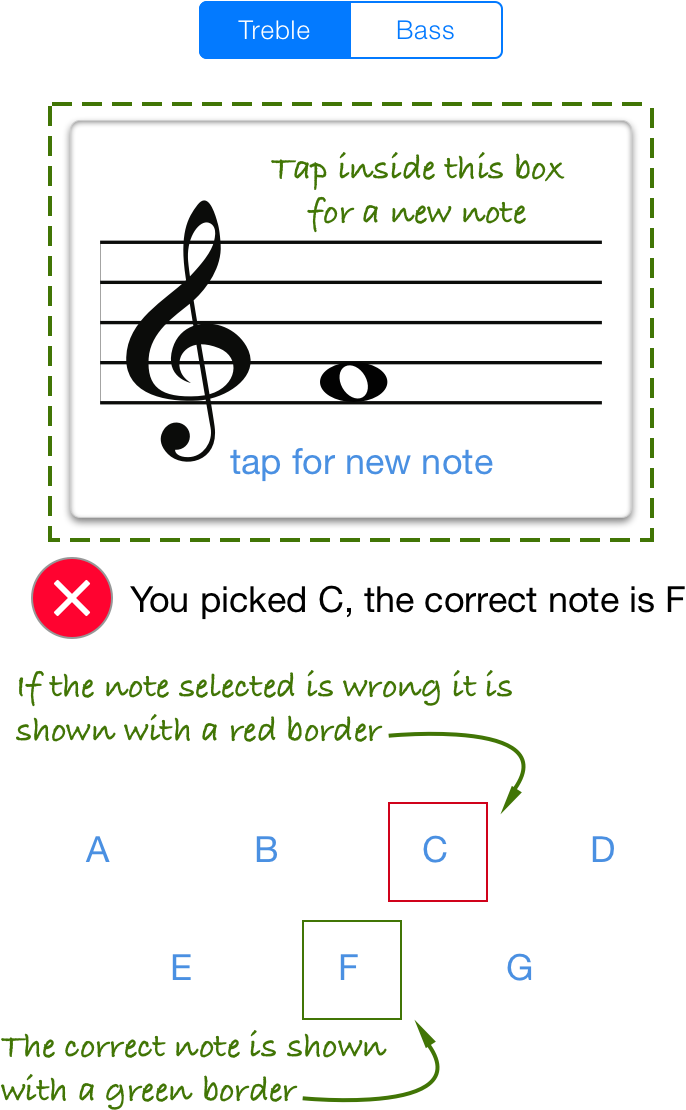 Treble Bass
Tap inside this box
for a new note
tap for new note
You picked C, the correct note is F
If the note selected is wrong it is
shown with a red border
A B C D
E F G
The correct note is shown
with a green border